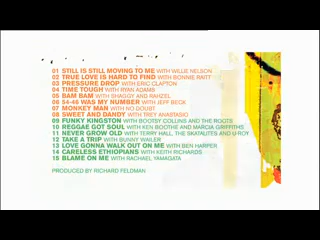 01 STILL IS STILL MOVING TO ME WITH WILLIE NELSON
02 TRUE LOVE IS HARD TO FIND WITH BONNIE RAITT
03 PRESSURE DROP WITH ERIC CLAPTON
04 TIME TOUGH WITH RYAN ADAMS
05 BAM BAM WITH SHAGGY AND RAHZEL
06 54-46 WAS MY NUMBER WITH JEFF BECK
07 MONKEY MAN WITH NO DOUBT
08 SWEET AND DANDY WITH TREY ANASTASIO
09 FUNKY KINGSTON WITH BOOTSY COLLINS AND THE ROOTS
10 REGGAE GOT SOUL WITH KEN BOOTHE AND MARCIA GRIFFITHS
11 NEVER GROW OLD WITH TERRY HALL, THE SKATALITES AND U-ROY
12 TAKE A TRIP WITH BUNNY WAILER
13 LOVE GONNA WALK OUT ON ME WITH BEN HARPER
14 CARELESS ETHIOPIANS WITH KEITH RICHARDS
15 BLAME ON ME WITH RACHAEL YAMAGATA
PRODUCED BY RICHARD FELDMAN